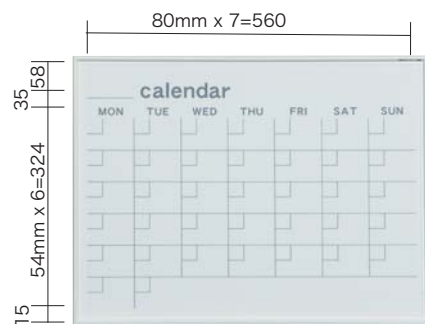 80mm x 7=560
58
35
calendar
MON TUE WED THU FRI SAT SUN
54mm x 6=324
15